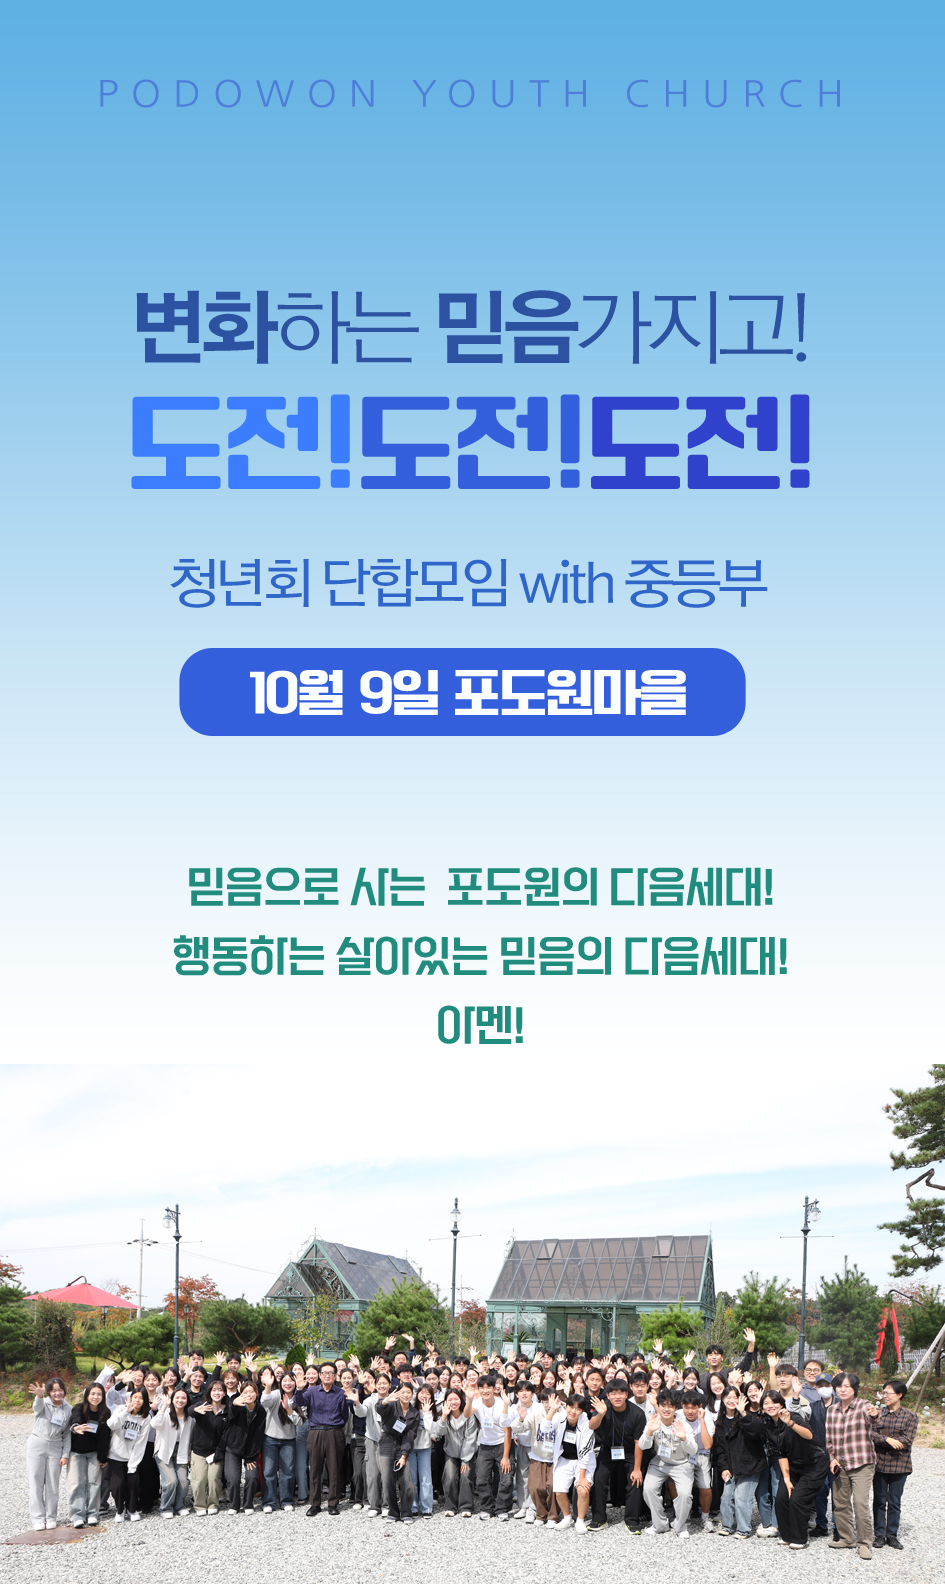 PODOWON YOUTH CHURCH
변화하는 믿음가지고!
도전!도전!도전!
청년회 단합모임 with 중등부
10월 9일 포도원마을
믿음으로 사는 포도원의 다음세대!
행동하는 살아있는 믿음의 다음세대!
아멘!